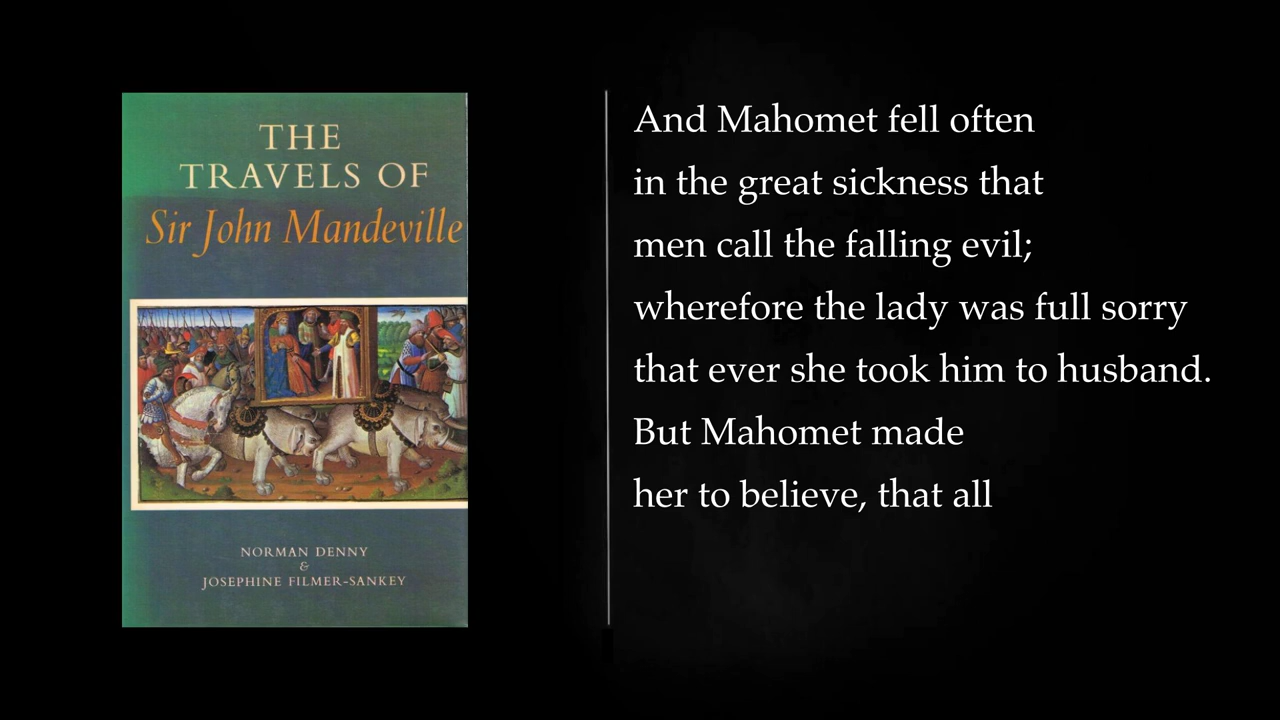 THE
TRAVELS OF
Sir John Mandeville
NORMAN DENNY
&
JOSEPHINE FILMER-SANKEY
And Mahomet fell often
in the great sickness that
men call the falling evil;
wherefore the lady was full sorry
that ever she took him to husband.
But Mahomet made
her to believe, that all